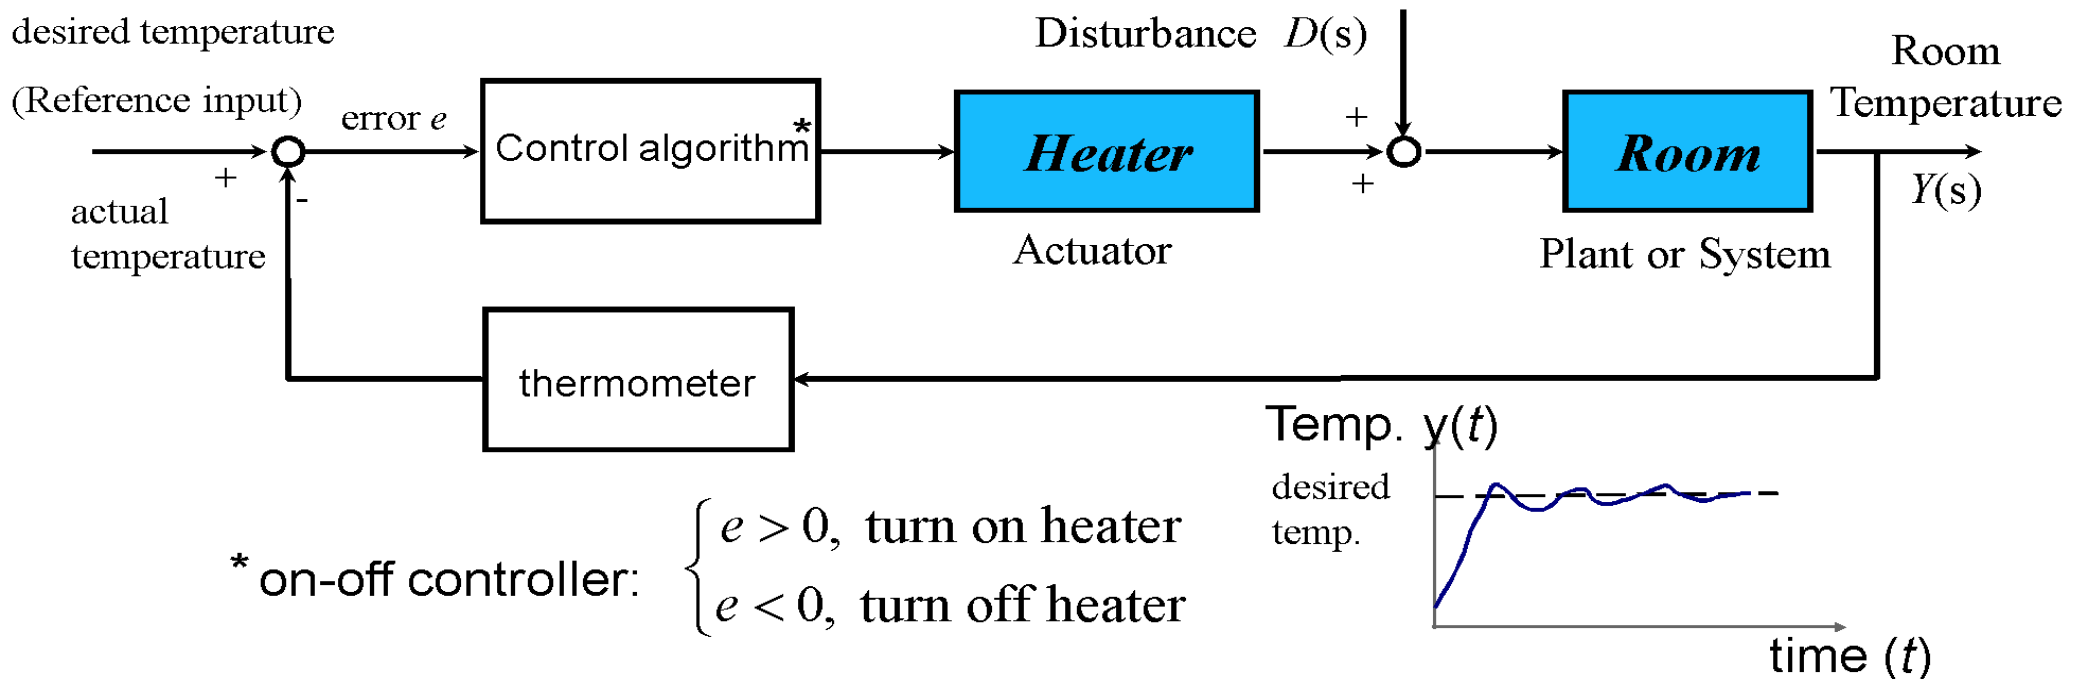 desired temperature
(Reference input)
+
-
actual
temperature
error e
Control algorithm*
Heater
Actuator
Disturbance D(s)
+
+
Room
Plant or System
Room
Temperature
Y(s)
thermometer
* on-off controller:
e > 0, turn on heater
e < 0, turn off heater
Temp. y(t)
desired
temp.
time (t)